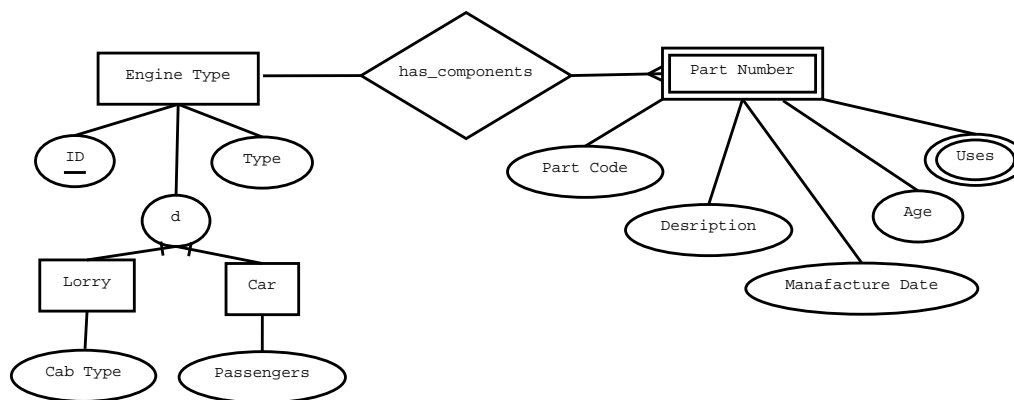 has_components
Part Number
Engine Type
ID
Type
Part Code
Uses
d
Desription
Age
Lorry
Car
Manafacture Date
Cab Type
Passengers